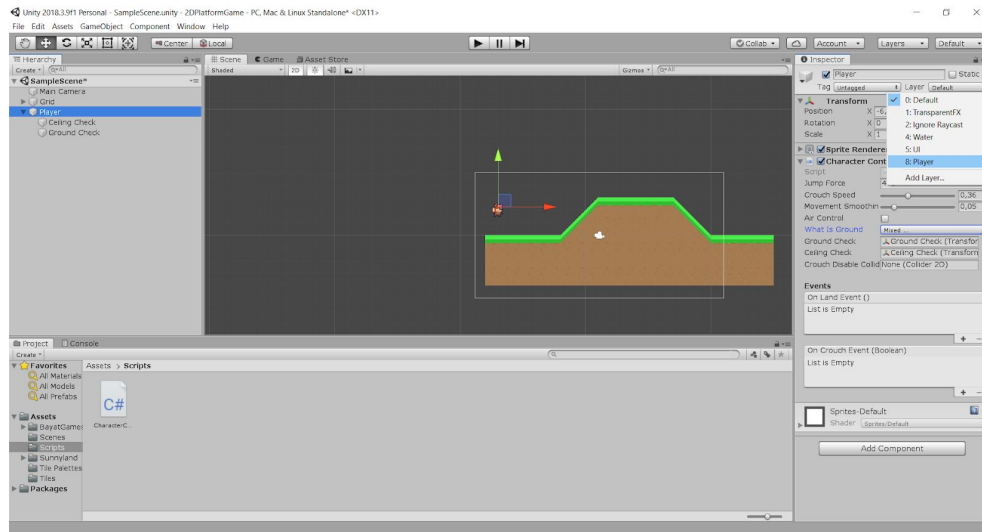 Unity 2018.3.9f1 Personal - SampleScene.unity - 2DPlatformGame - PC, Mac & Linux Standalone* <DX11>
File Edit Assets GameObject Component Window Help
Center Local
Collab Account Layers Default
Hierarchy
Create All
SampleScene*
Main Camera
Grid
Player
Ceiling Check
Ground Check
Scene Game Asset Store
Shaded 2D Gizmos All
Inspector
Player Static
Tag Untagged Layer Default
Transform
Position X -6,
Rotation X 0
Scale X 1
0: Default
1: TransparentFX
2: Ignore Raycast
4: Water
5: UI
8: Player
Add Layer...
Sprite Rendere
Character Cont
Script
Jump Force 4
Crouch Speed 0,36
Movement Smoothin 0,05
Air Control
What Is Ground Mixed ...
Ground Check Ground Check (Transfor
Ceiling Check Ceiling Check (Transform
Crouch Disable Collid None (Collider 2D)
Events
On Land Event ()
List is Empty
+ -
On Crouch Event (Boolean)
List is Empty
+ -
Sprites-Default
Shader Sprites/Default
Add Component
Project Console
Create
Favorites
All Materials
All Models
All Prefabs
Assets
BayatGames
Scenes
Scripts
Sunnyland
Tile Palettes
Tiles
Packages
Assets > Scripts
C#
CharacterC...